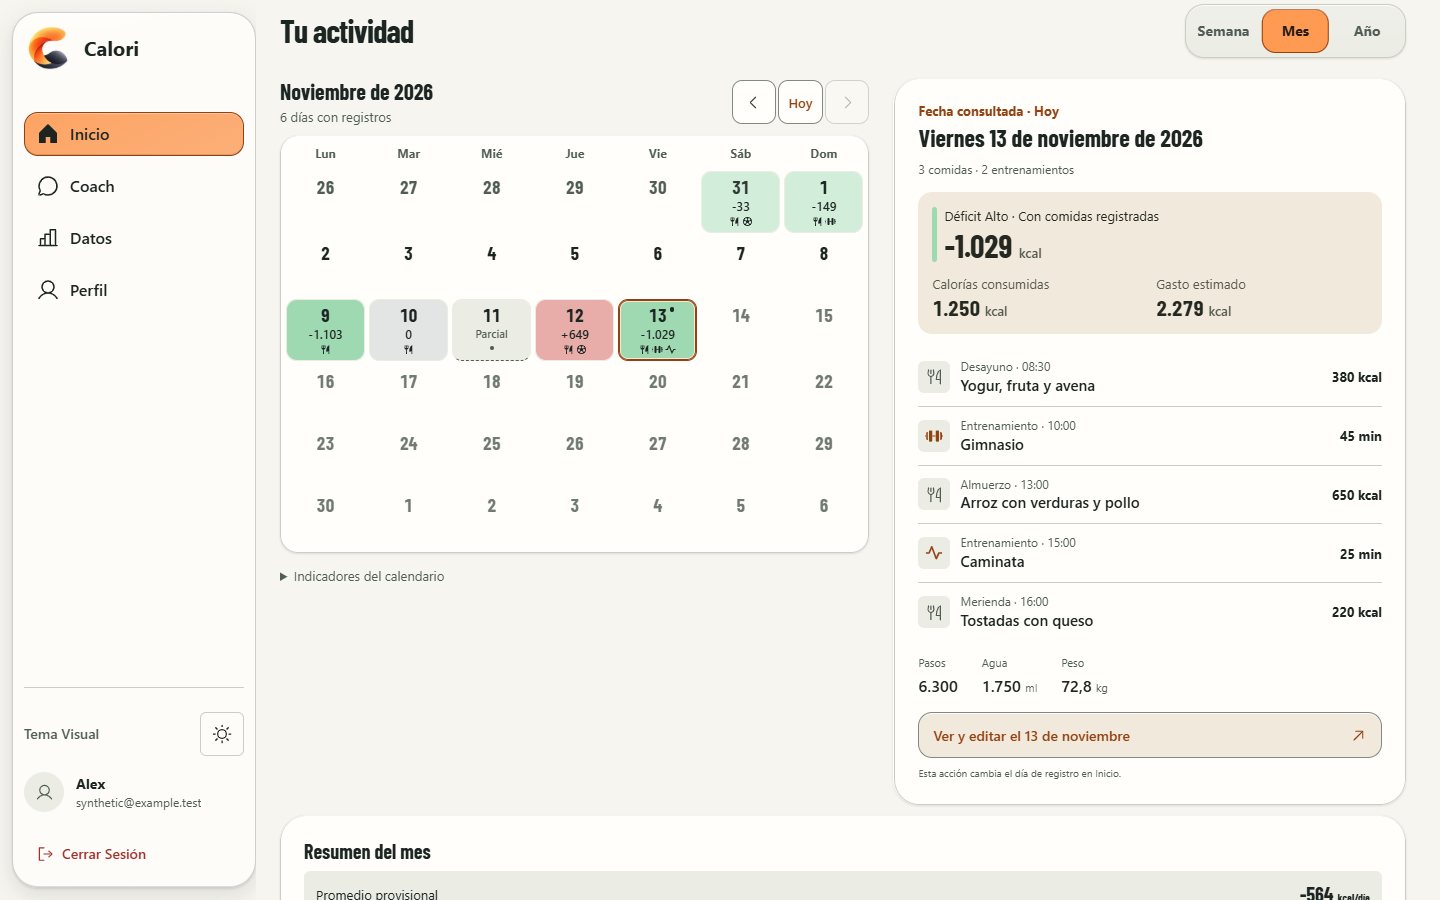 Calori
Inicio
Coach
Datos
Perfil
Tema Visual
Alex
synthetic@example.test
Cerrar Sesión
Tu actividad
Semana Mes Año
Noviembre de 2026
6 días con registros
Hoy
Lun Mar Mié Jue Vie Sáb Dom
26 27 28 29 30 31 1
-33 -149
2 3 4 5 6 7 8
9 10 11 12 13 14 15
-1.103 0 Parcial +649 -1.029
16 17 18 19 20 21 22
23 24 25 26 27 28 29
30 1 2 3 4 5 6
Indicadores del calendario
Fecha consultada · Hoy
Viernes 13 de noviembre de 2026
3 comidas · 2 entrenamientos
Déficit Alto · Con comidas registradas
-1.029 kcal
Calorías consumidas Gasto estimado
1.250 kcal 2.279 kcal
Desayuno · 08:30
Yogur, fruta y avena 380 kcal
Entrenamiento · 10:00
Gimnasio 45 min
Almuerzo · 13:00
Arroz con verduras y pollo 650 kcal
Entrenamiento · 15:00
Caminata 25 min
Merienda · 16:00
Tostadas con queso 220 kcal
Pasos Agua Peso
6.300 1.750 ml 72,8 kg
Ver y editar el 13 de noviembre
Esta acción cambia el día de registro en Inicio.
Resumen del mes
Promedio provisional -564 kcal/día